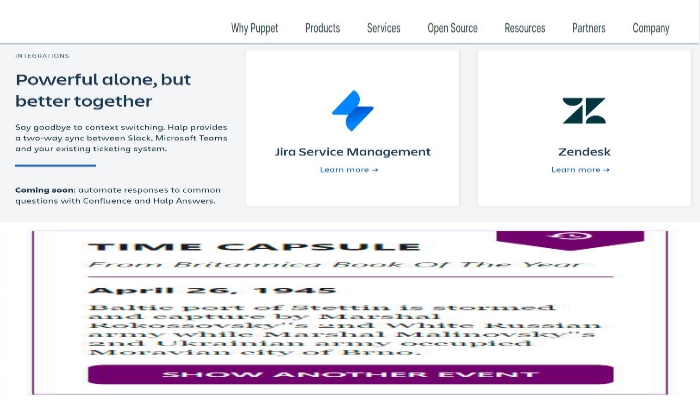 Why Puppet Products Services Open Source Resources Partners Company
INTEGRATIONS
Powerful alone, but
better together
Say goodbye to context switching. Halp provides
a two-way sync between Slack, Microsoft Teams
and your existing ticketing system.
Coming soon: automate responses to common
questions with Confluence and Halp Answers.
Jira Service Management
Learn more →
Zendesk
Learn more →
TIME CAPSULE
From Britannica Book Of The Year
April 26, 1945
Baltic port of Stettin is stormed
and capture by Marshal
Rokossovsky''s 2nd White Russian
army while Marshal Malinovsky''s
2nd Ukrainian army occupied
Moravian city of Brno.
SHOW ANOTHER EVENT